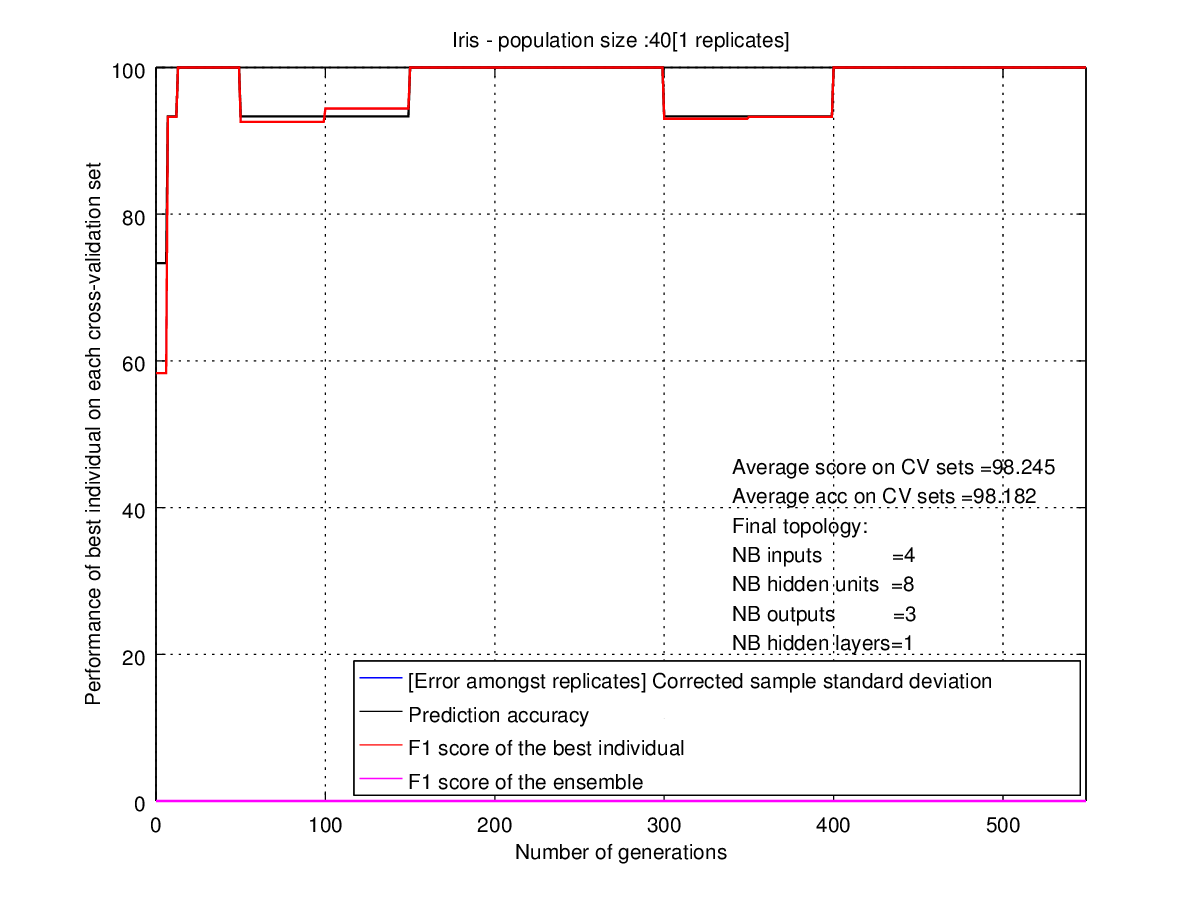 Iris - population size :40[1 replicates]
Performance of best individual on each cross-validation set
100
80
60
40
20
0
Average score on CV sets =98.245
Average acc on CV sets =98.182
Final topology:
NB inputs =4
NB hidden units =8
NB outputs =3
NB hidden layers=1
[Error amongst replicates] Corrected sample standard deviation
Prediction accuracy
F1 score of the best individual
F1 score of the ensemble
0 100 200 300 400 500
Number of generations